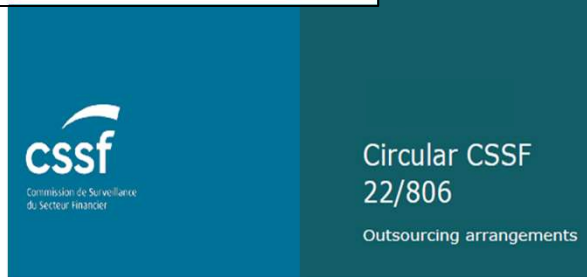 cssf
Commission de Surveillance
du Secteur Financier
Circular CSSF
22/806
Outsourcing arrangements